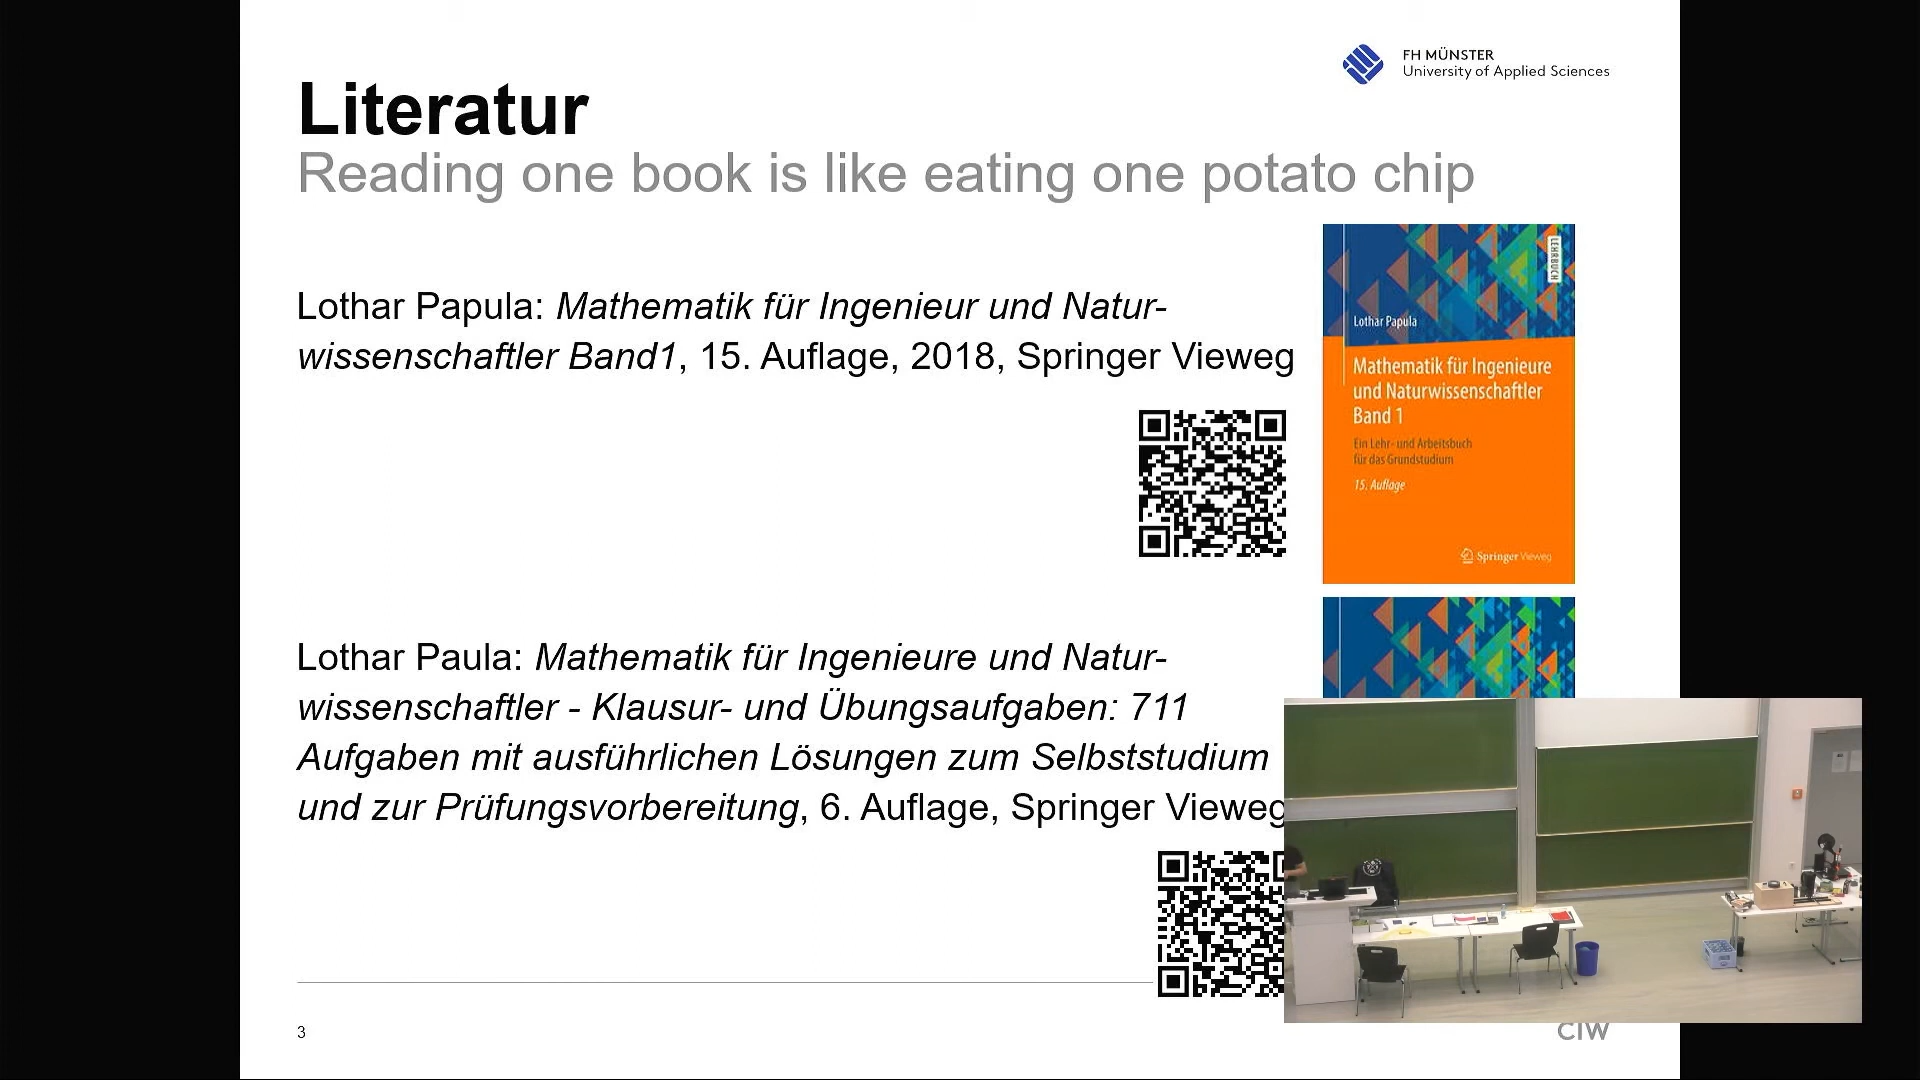 FH MÜNSTER
University of Applied Sciences
Literatur
Reading one book is like eating one potato chip
Lothar Papula: Mathematik für Ingenieur und Natur-
wissenschaftler Band1, 15. Auflage, 2018, Springer Vieweg
LEHRBUCH
Lothar Papula
Mathematik für Ingenieure
und Naturwissenschaftler
Band 1
Ein Lehr- und Arbeitsbuch
für das Grundstudium
15. Auflage
Springer Vieweg
Lothar Paula: Mathematik für Ingenieure und Natur-
wissenschaftler - Klausur- und Übungsaufgaben: 711
Aufgaben mit ausführlichen Lösungen zum Selbststudium
und zur Prüfungsvorbereitung, 6. Auflage, Springer Vieweg
3
CIW